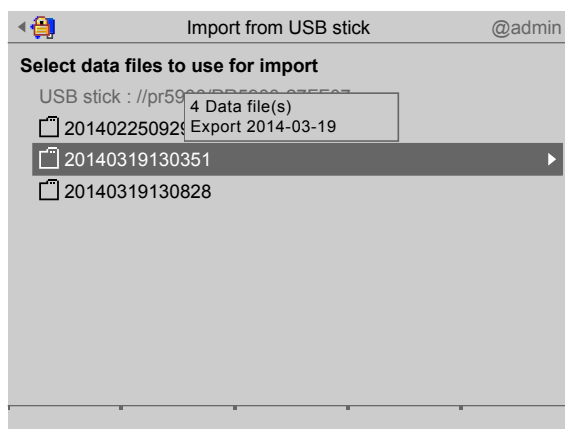 Import from USB stick @admin
Select data files to use for import
USB stick : //pr59
4 Data file(s)
Export 2014-03-19
201402250929
20140319130351
20140319130828